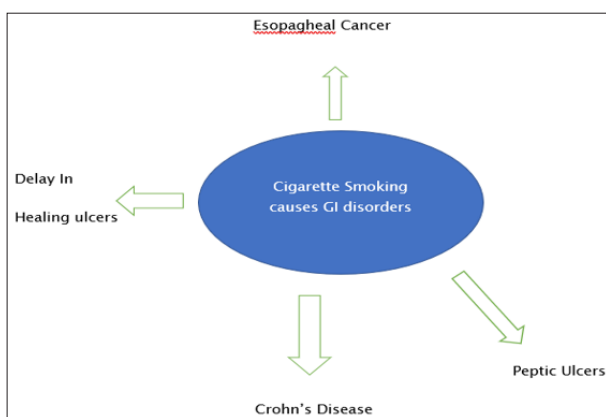 Esopagheal Cancer
Cigarette Smoking
causes GI disorders
Delay In
Healing ulcers
Peptic Ulcers
Crohn's Disease